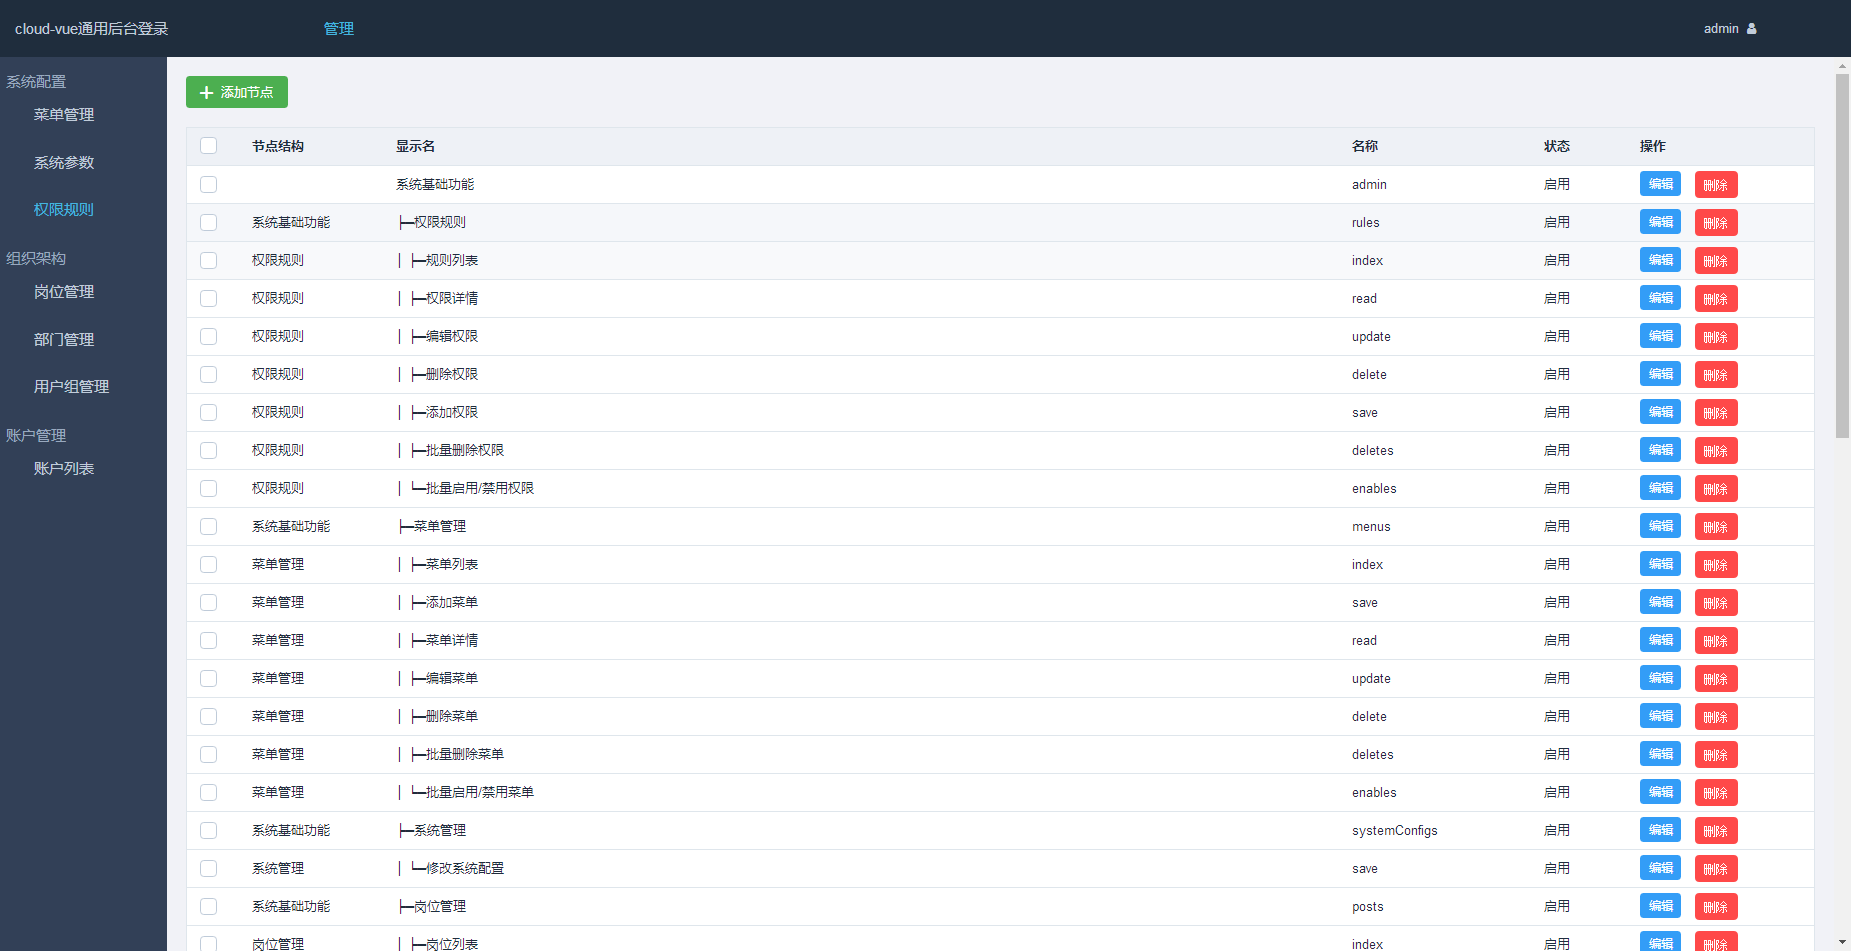 cloud-vue通用后台登录 管理 admin
系统配置
菜单管理
系统参数
权限规则
组织架构
岗位管理
部门管理
用户组管理
账户管理
账户列表
添加节点
节点结构 显示名 名称 状态 操作
系统基础功能 admin 启用 编辑 删除
系统基础功能 ├─权限规则 rules 启用 编辑 删除
权限规则 │ ├─规则列表 index 启用 编辑 删除
权限规则 │ ├─权限详情 read 启用 编辑 删除
权限规则 │ ├─编辑权限 update 启用 编辑 删除
权限规则 │ ├─删除权限 delete 启用 编辑 删除
权限规则 │ ├─添加权限 save 启用 编辑 删除
权限规则 │ ├─批量删除权限 deletes 启用 编辑 删除
权限规则 │ └─批量启用/禁用权限 enables 启用 编辑 删除
系统基础功能 ├─菜单管理 menus 启用 编辑 删除
菜单管理 │ ├─菜单列表 index 启用 编辑 删除
菜单管理 │ ├─添加菜单 save 启用 编辑 删除
菜单管理 │ ├─菜单详情 read 启用 编辑 删除
菜单管理 │ ├─编辑菜单 update 启用 编辑 删除
菜单管理 │ ├─删除菜单 delete 启用 编辑 删除
菜单管理 │ ├─批量删除菜单 deletes 启用 编辑 删除
菜单管理 │ └─批量启用/禁用菜单 enables 启用 编辑 删除
系统基础功能 ├─系统管理 systemConfigs 启用 编辑 删除
系统管理 │ └─修改系统配置 save 启用 编辑 删除
系统基础功能 ├─岗位管理 posts 启用 编辑 删除
岗位管理 │ ├─岗位列表 index 启用 编辑 删除